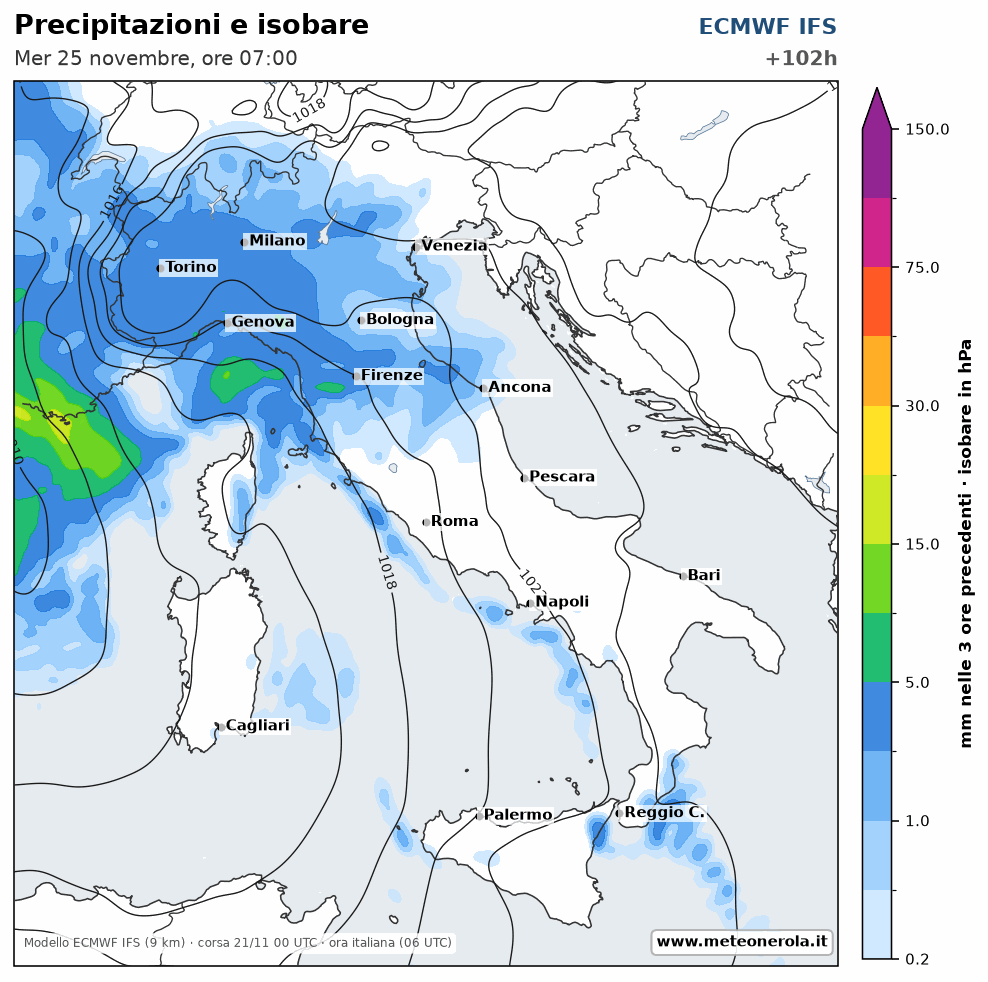 Precipitazioni e isobare
ECMWF IFS
Mer 25 novembre, ore 07:00
+102h
1018
1016
Milano
Venezia
Torino
Genova
Bologna
Firenze
Ancona
Pescara
Roma
1018
Bari
Napoli
Cagliari
Palermo
Reggio C.
Modello ECMWF IFS (9 km) · corsa 21/11 00 UTC · ora italiana (06 UTC)
www.meteonerola.it
150.0
75.0
30.0
15.0
5.0
1.0
0.2
mm nelle 3 ore precedenti · isobare in hPa